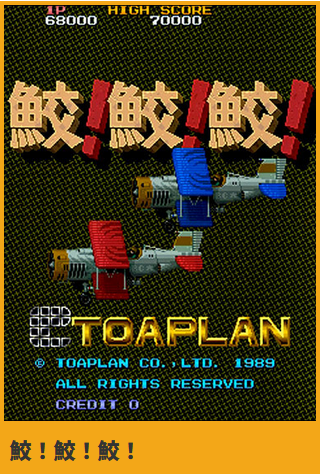 1P HIGH SCORE
68000 70000
鮫!鮫!鮫!
TOAPLAN
© TOAPLAN CO.,LTD. 1989
ALL RIGHTS RESERVED
CREDIT 0
鮫！鮫！鮫！